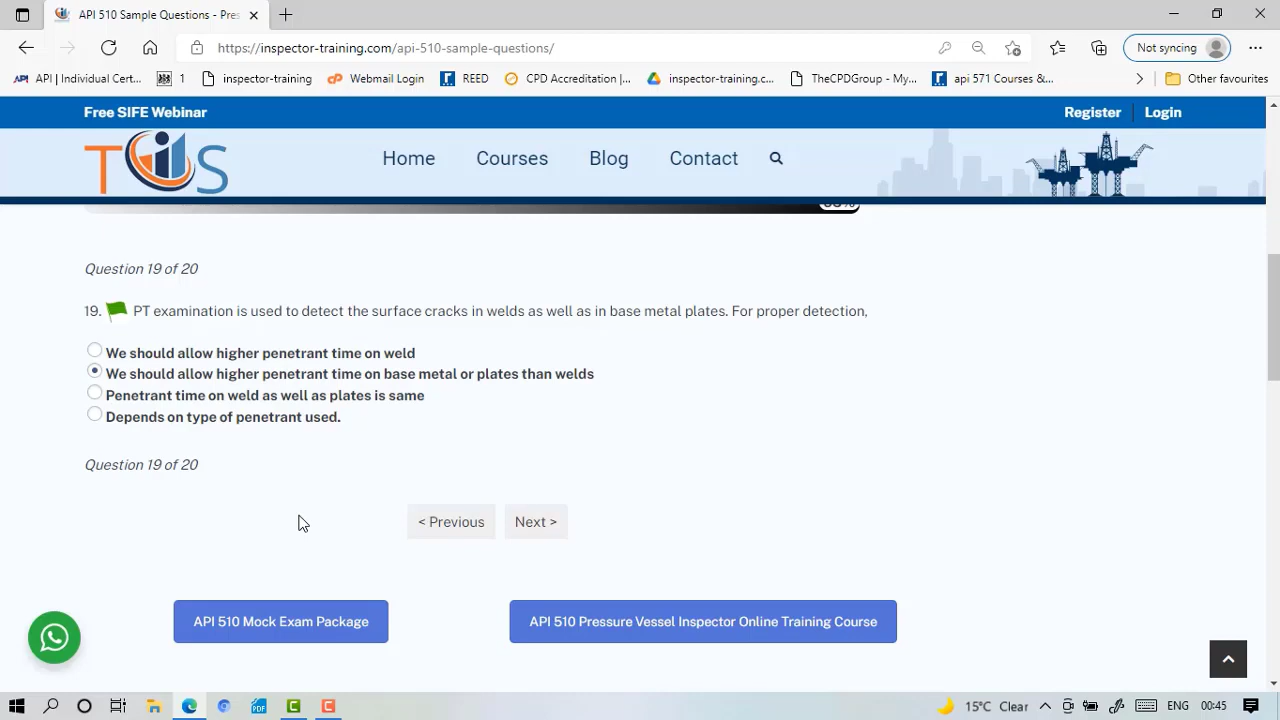 API 510 Sample Questions - Pres
https://inspector-training.com/api-510-sample-questions/
Not syncing
API | Individual Cert...
1
inspector-training
Webmail Login
REED
CPD Accreditation |...
inspector-training.c...
TheCPDGroup - My...
api 571 Courses &...
Other favourites
Free SIFE Webinar
Register
Login
TIS
Home
Courses
Blog
Contact
Question 19 of 20
19. PT examination is used to detect the surface cracks in welds as well as in base metal plates. For proper detection,
We should allow higher penetrant time on weld
We should allow higher penetrant time on base metal or plates than welds
Penetrant time on weld as well as plates is same
Depends on type of penetrant used.
Question 19 of 20
< Previous
Next >
API 510 Mock Exam Package
API 510 Pressure Vessel Inspector Online Training Course
15°C Clear
ENG
00:45